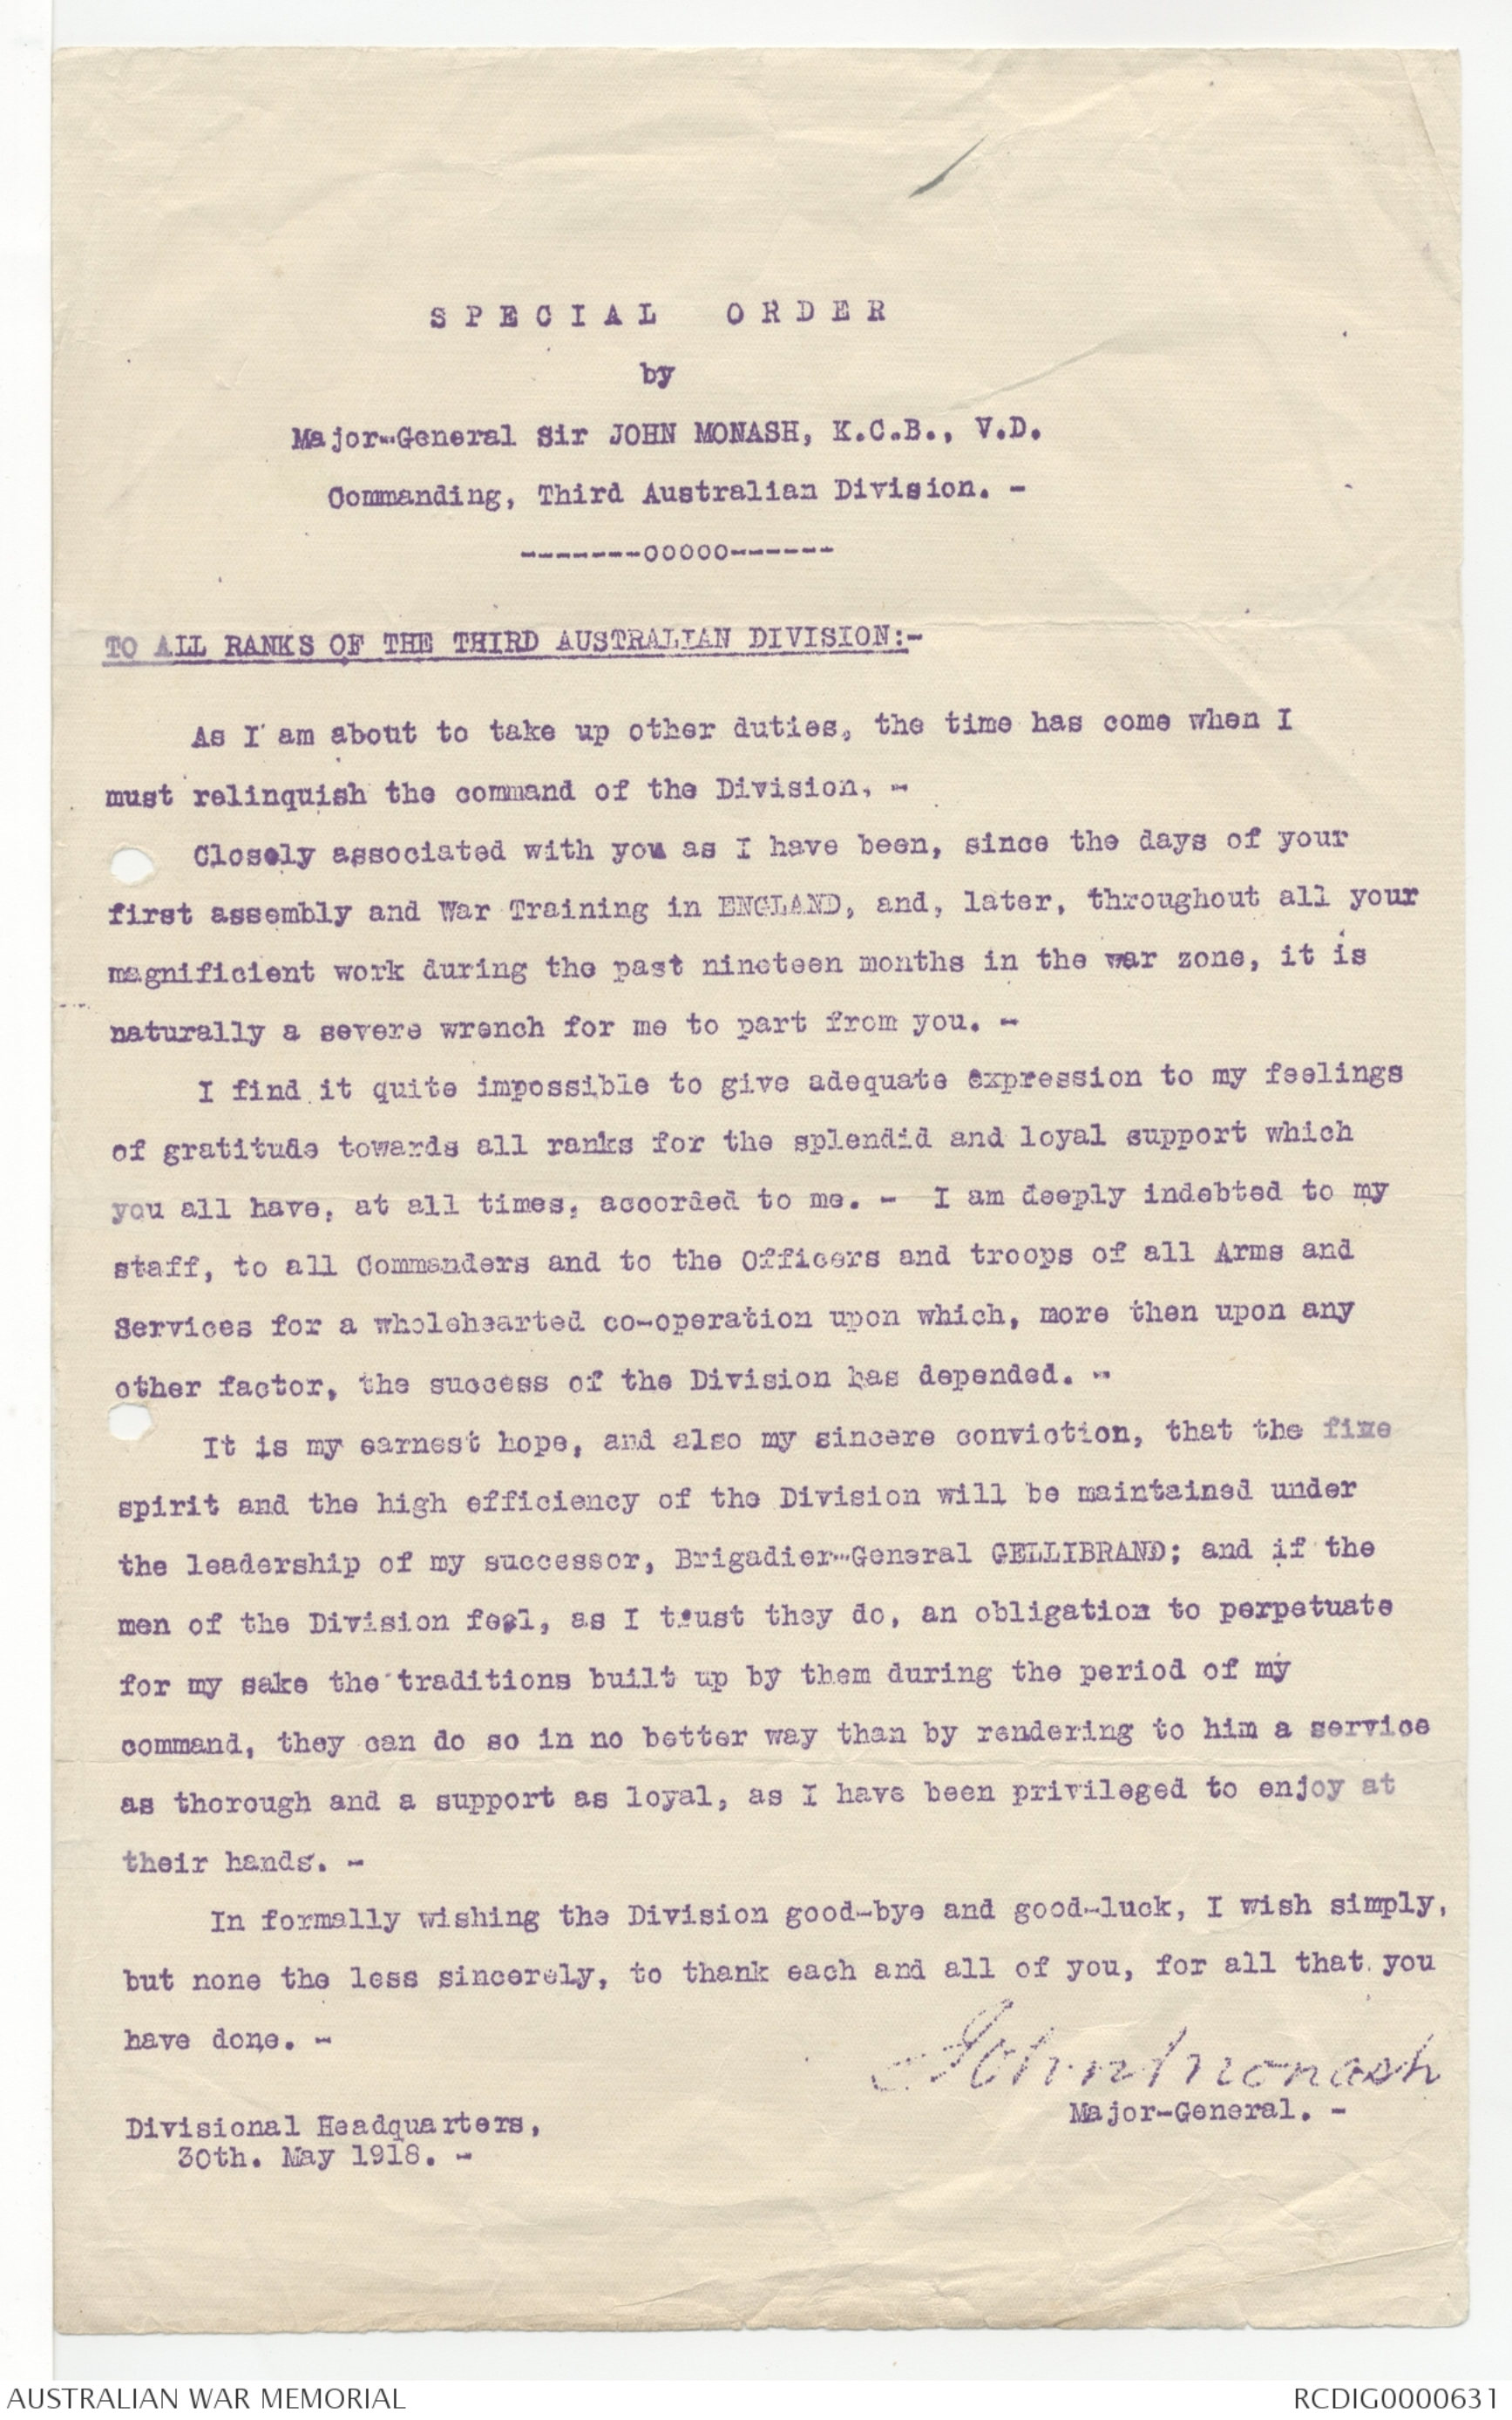 SPECIAL ORDER
by
Major-General Sir JOHN MONASH, K.C.B., V.D.
Commanding, Third Australian Division. -
-------ooooo------
TO ALL RANKS OF THE THIRD AUSTRALIAN DIVISION:-
As I am about to take up other duties, the time has come when I
must relinquish the command of the Division. -
Closely associated with you as I have been, since the days of your
first assembly and War Training in ENGLAND, and, later, throughout all your
magnificient work during the past nineteen months in the war zone, it is
naturally a severe wrench for me to part from you. -
I find it quite impossible to give adequate expression to my feelings
of gratitude towards all ranks for the splendid and loyal support which
you all have, at all times, accorded to me. - I am deeply indebted to my
staff, to all Commanders and to the Officers and troops of all Arms and
Services for a wholehearted co-operation upon which, more then upon any
other factor, the success of the Division has depended. -
It is my earnest hope, and also my sincere conviction, that the fine
spirit and the high efficiency of the Division will be maintained under
the leadership of my successor, Brigadier-General GELLIBRAND; and if the
men of the Division feel, as I trust they do, an obligation to perpetuate
for my sake the traditions built up by them during the period of my
command, they can do so in no better way than by rendering to him a service
as thorough and a support as loyal, as I have been privileged to enjoy at
their hands. -
In formally wishing the Division good-bye and good-luck, I wish simply,
but none the less sincerely, to thank each and all of you, for all that you
have done. -
John Monash
Major-General. -
Divisional Headquarters,
30th. May 1918. -
AUSTRALIAN WAR MEMORIAL
RCDIG0000631